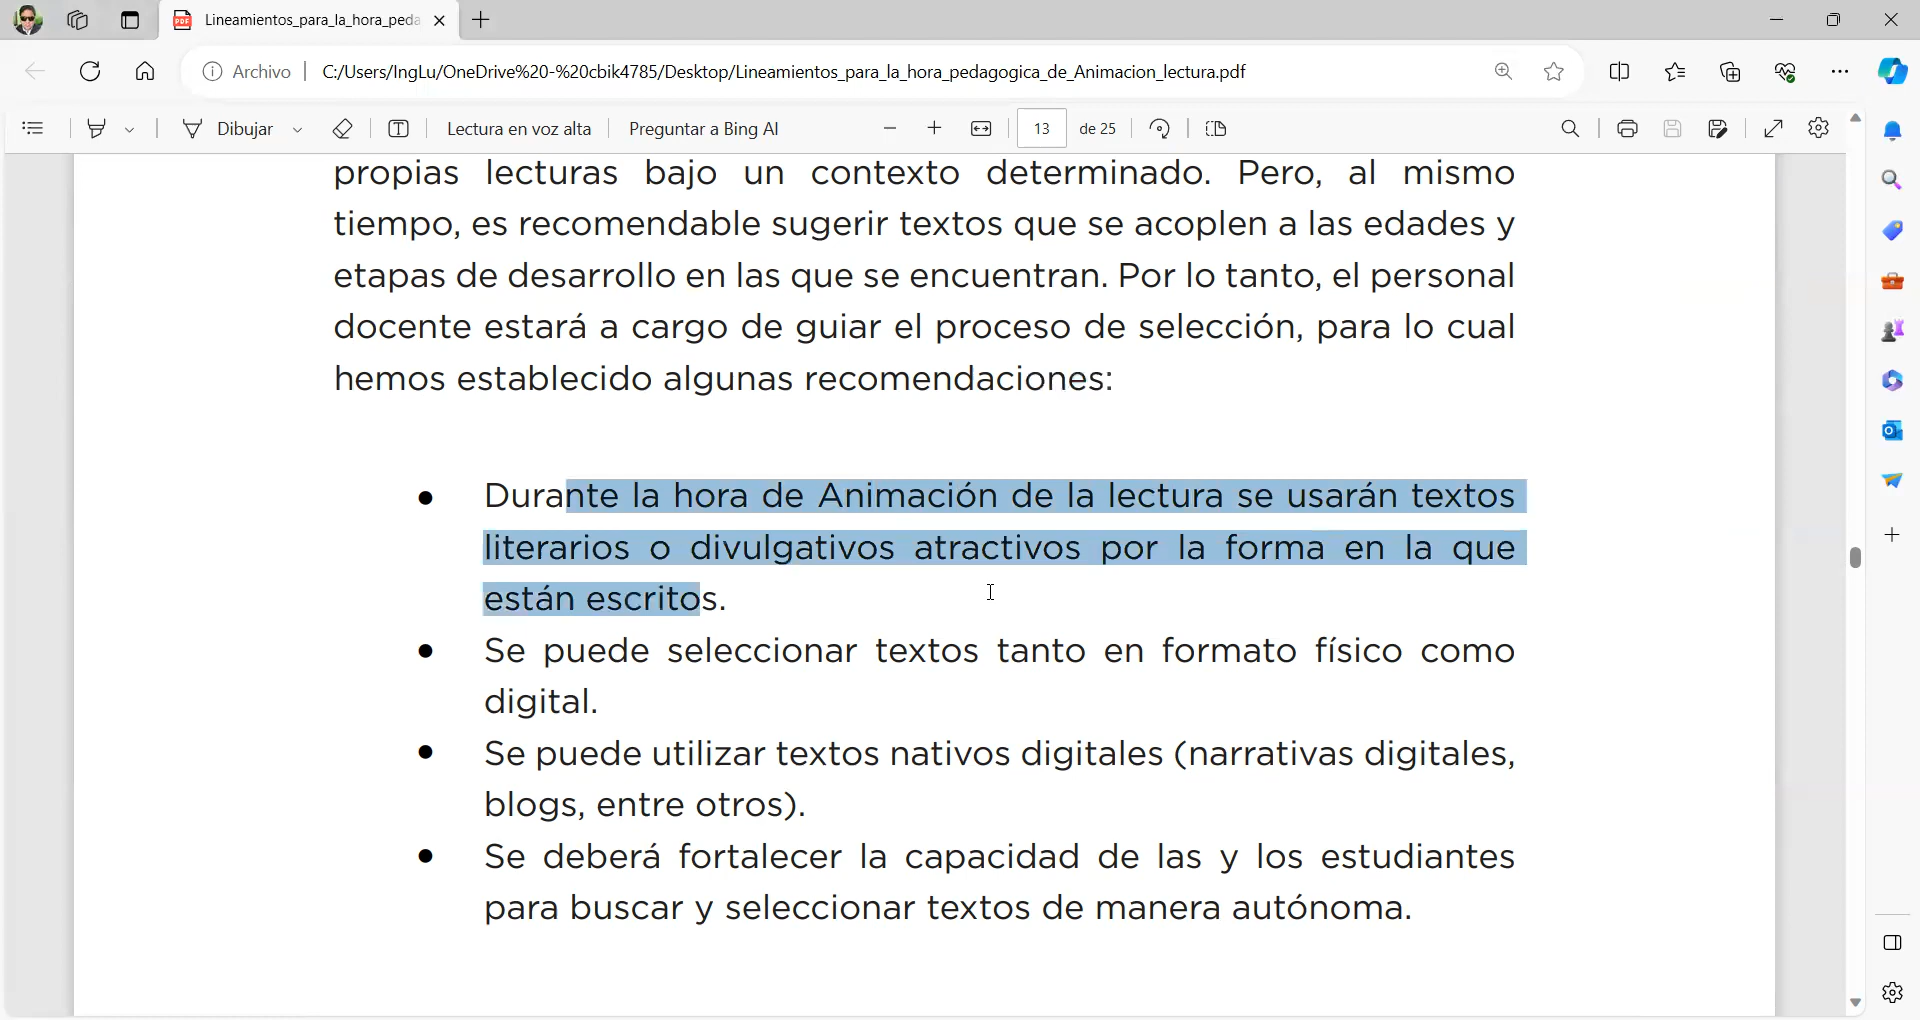 Lineamientos_para_la_hora_peda
Archivo
C:/Users/IngLu/OneDrive%20-%20cbik4785/Desktop/Lineamientos_para_la_hora_pedagogica_de_Animacion_lectura.pdf
Dibujar
Lectura en voz alta
Preguntar a Bing AI
13 de 25
propias lecturas bajo un contexto determinado. Pero, al mismo
tiempo, es recomendable sugerir textos que se acoplen a las edades y
etapas de desarrollo en las que se encuentran. Por lo tanto, el personal
docente estará a cargo de guiar el proceso de selección, para lo cual
hemos establecido algunas recomendaciones:
● Durante la hora de Animación de la lectura se usarán textos
literarios o divulgativos atractivos por la forma en la que
están escritos.
● Se puede seleccionar textos tanto en formato físico como
digital.
● Se puede utilizar textos nativos digitales (narrativas digitales,
blogs, entre otros).
● Se deberá fortalecer la capacidad de las y los estudiantes
para buscar y seleccionar textos de manera autónoma.